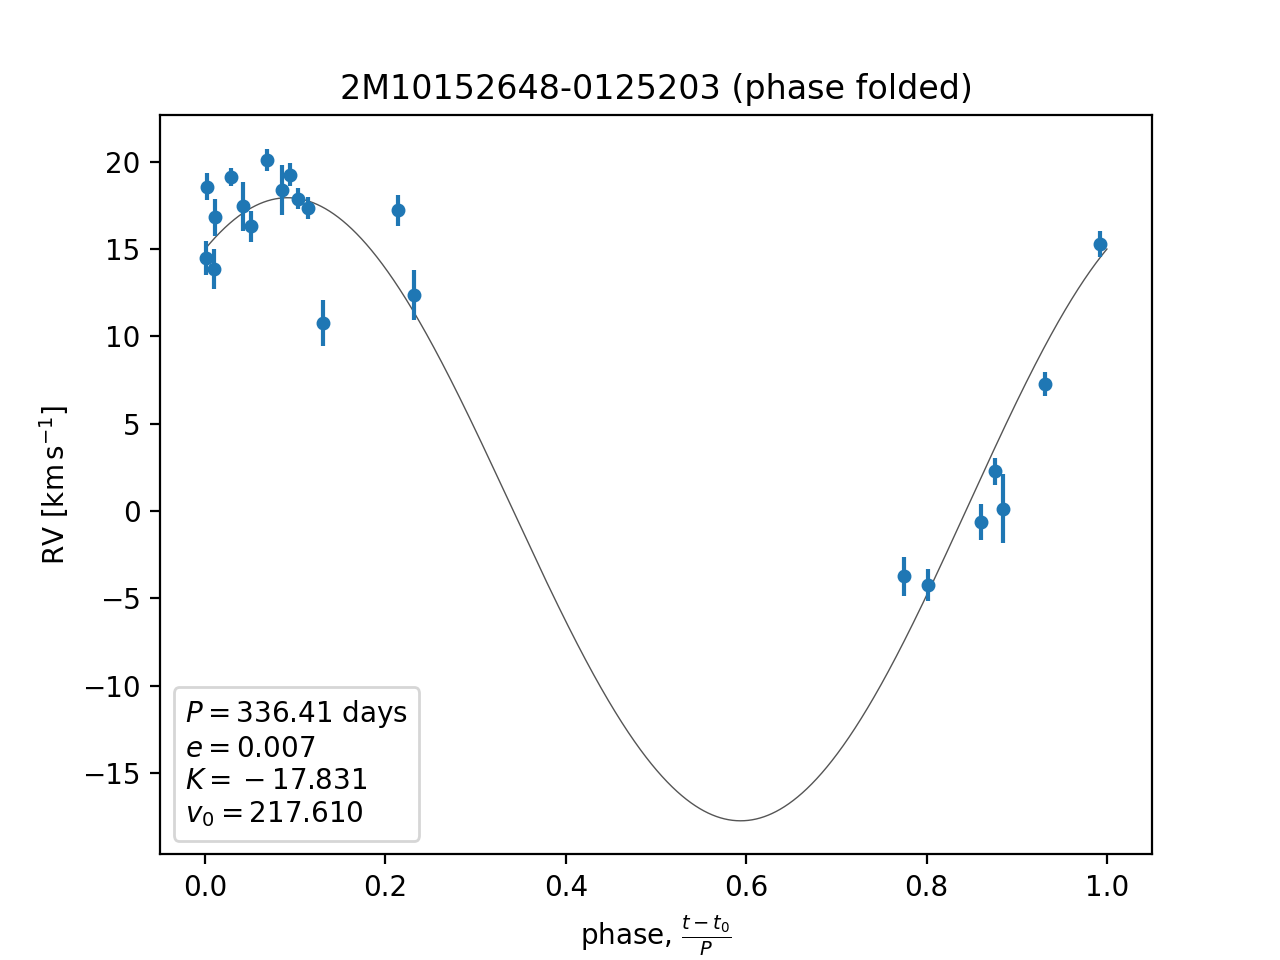 2M10152648-0125203 (phase folded)
RV [km s⁻¹]
20
15
10
5
0
−5
−10
−15
P = 336.41 days
e = 0.007
K = −17.831
v₀ = 217.610
0.0 0.2 0.4 0.6 0.8 1.0
phase, (t − t₀)/P